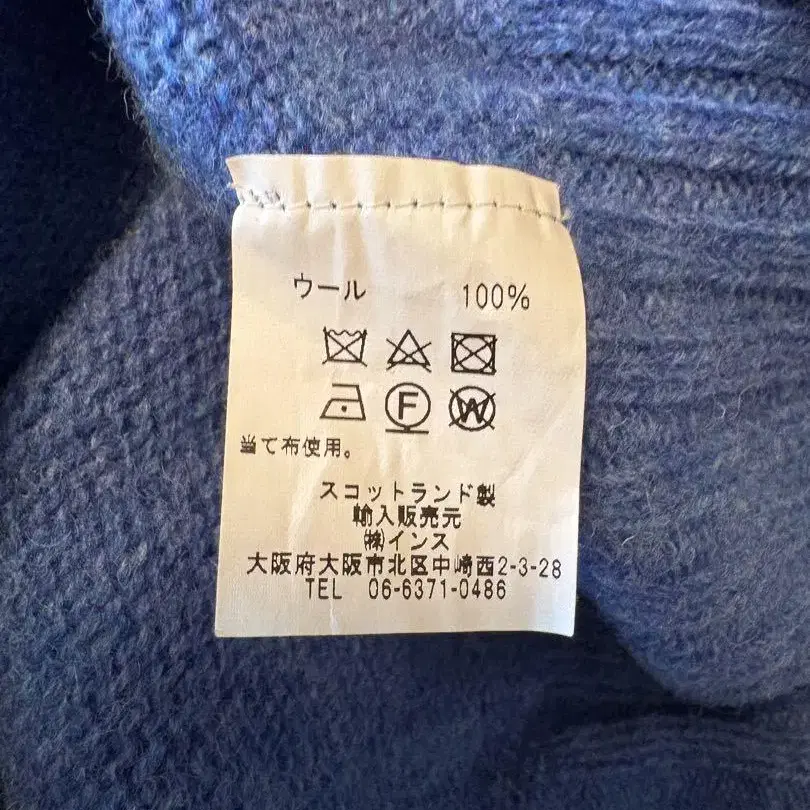 ウール 100%
F W
当て布使用。
スコットランド製
輸入販売元
㈱インス
大阪府大阪市北区中崎西2-3-28
TEL 06-6371-0486